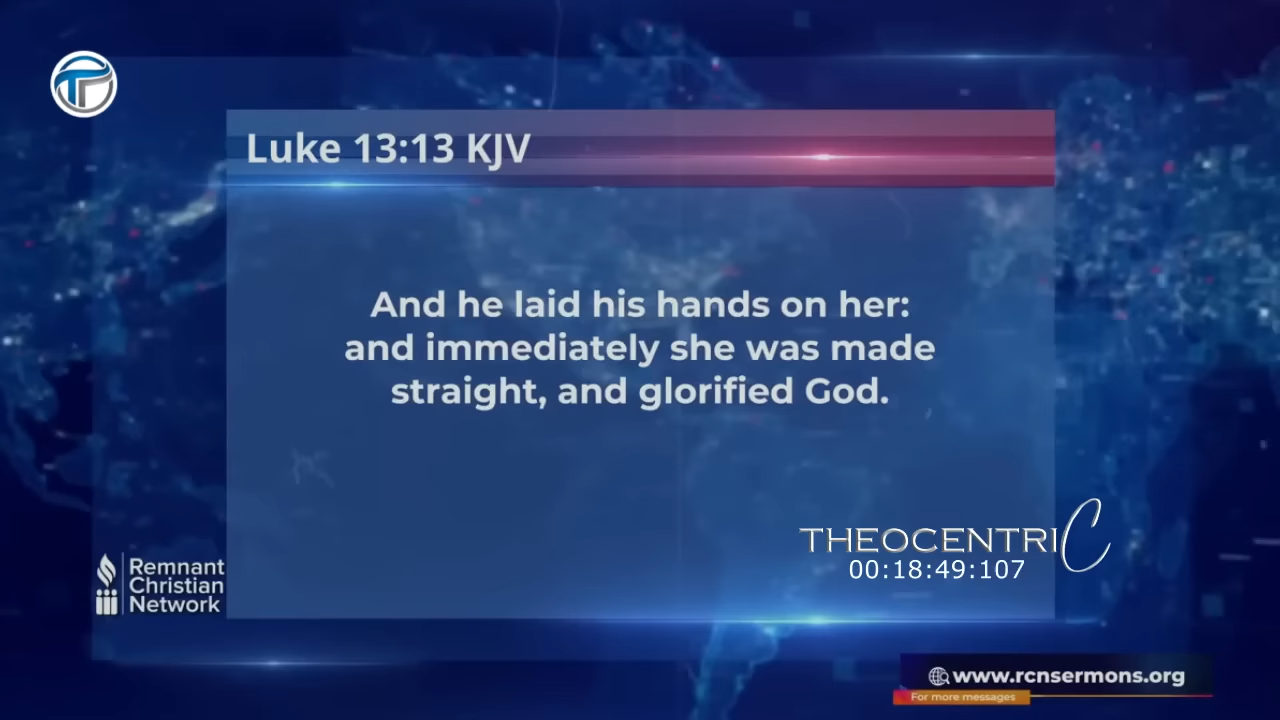 Luke 13:13 KJV
And he laid his hands on her:
and immediately she was made
straight, and glorified God.
THEOCENTRIC
00:18:49:107
Remnant
Christian
Network
www.rcnsermons.org
For more messages